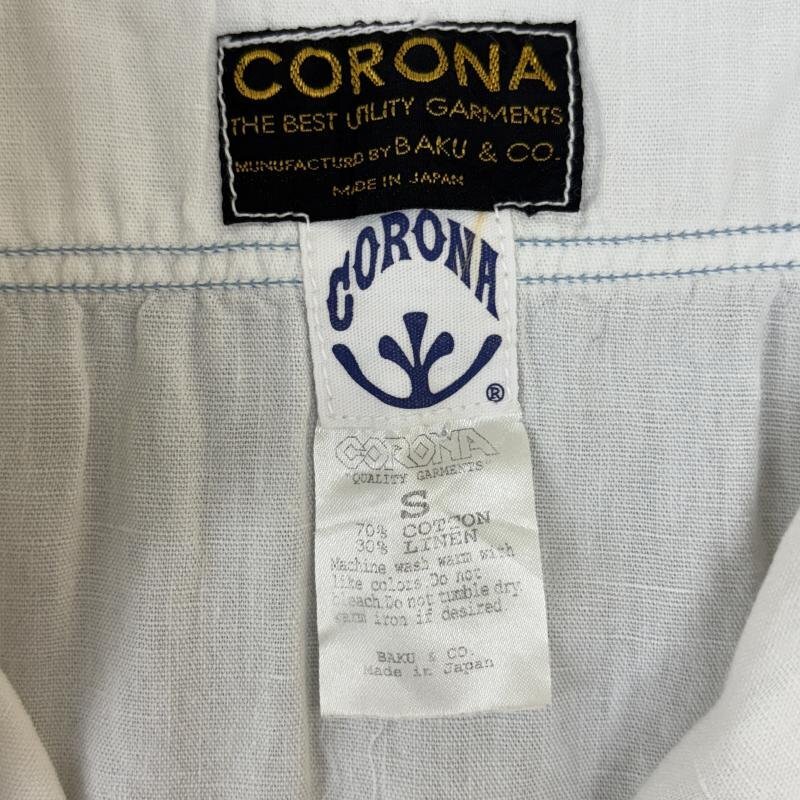 CORONA
THE BEST UTILITY GARMENTS
MUNUFACTURD BY BAKU & CO.
MADE IN JAPAN
CORONA
®
CORONA
"QUALITY GARMENTS"
S
70% COTTON
30% LINEN
Machine wash warm with
like colors.Do not
bleach.Do not tumble dry.
warm iron if desired.
BAKU & CO.
Made in Japan